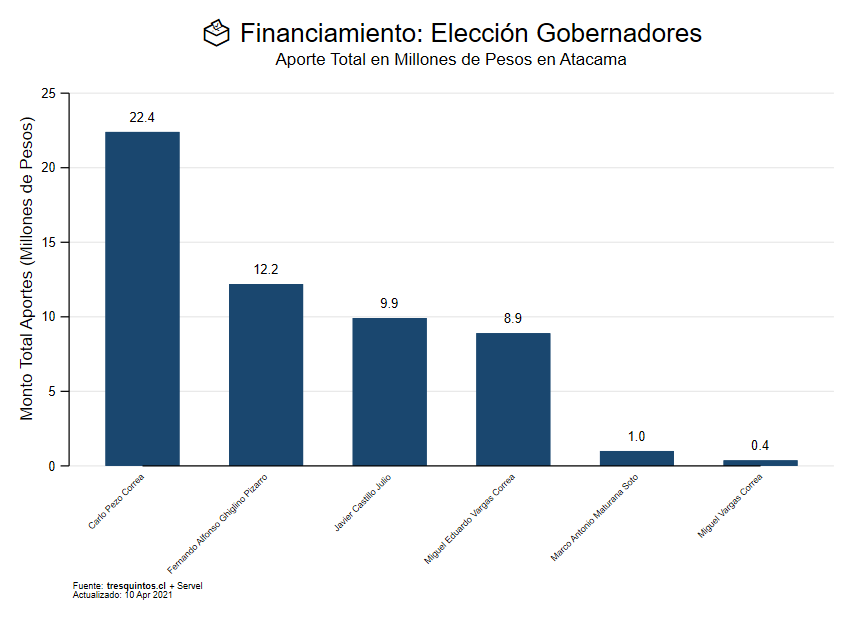 Financiamiento: Elección Gobernadores
Aporte Total en Millones de Pesos en Atacama
Monto Total Aportes (Millones de Pesos)
25
20
15
10
5
0
22.4
12.2
9.9
8.9
1.0
0.4
Carlo Pezo Correa
Fernando Alfonso Ghiglino Pizarro
Javier Castillo Julio
Miguel Eduardo Vargas Correa
Marco Antonio Maturana Soto
Miguel Vargas Correa
Fuente: tresquintos.cl + Servel
Actualizado: 10 Apr 2021